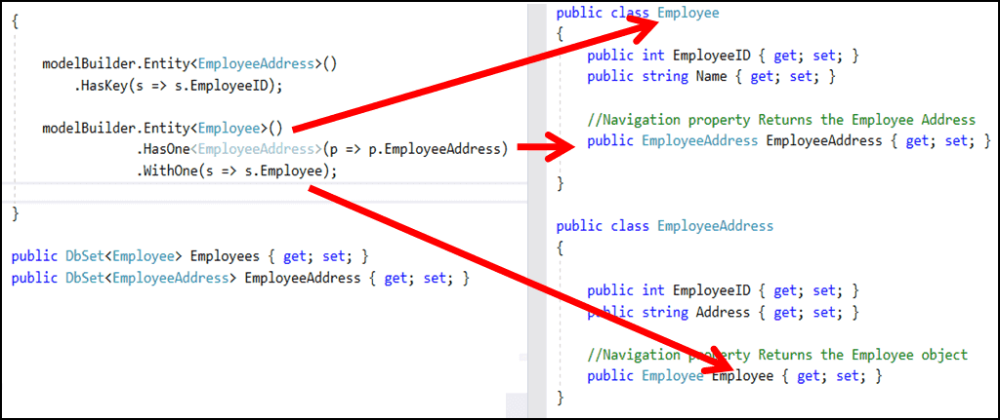 {
modelBuilder.Entity<EmployeeAddress>()
.HasKey(s => s.EmployeeID);
modelBuilder.Entity<Employee>()
.HasOne<EmployeeAddress>(p => p.EmployeeAddress)
.WithOne(s => s.Employee);
}
public DbSet<Employee> Employees { get; set; }
public DbSet<EmployeeAddress> EmployeeAddress { get; set; }
public class Employee
{
public int EmployeeID { get; set; }
public string Name { get; set; }
//Navigation property Returns the Employee Address
public EmployeeAddress EmployeeAddress { get; set; }
}
public class EmployeeAddress
{
public int EmployeeID { get; set; }
public string Address { get; set; }
//Navigation property Returns the Employee object
public Employee Employee { get; set; }
}